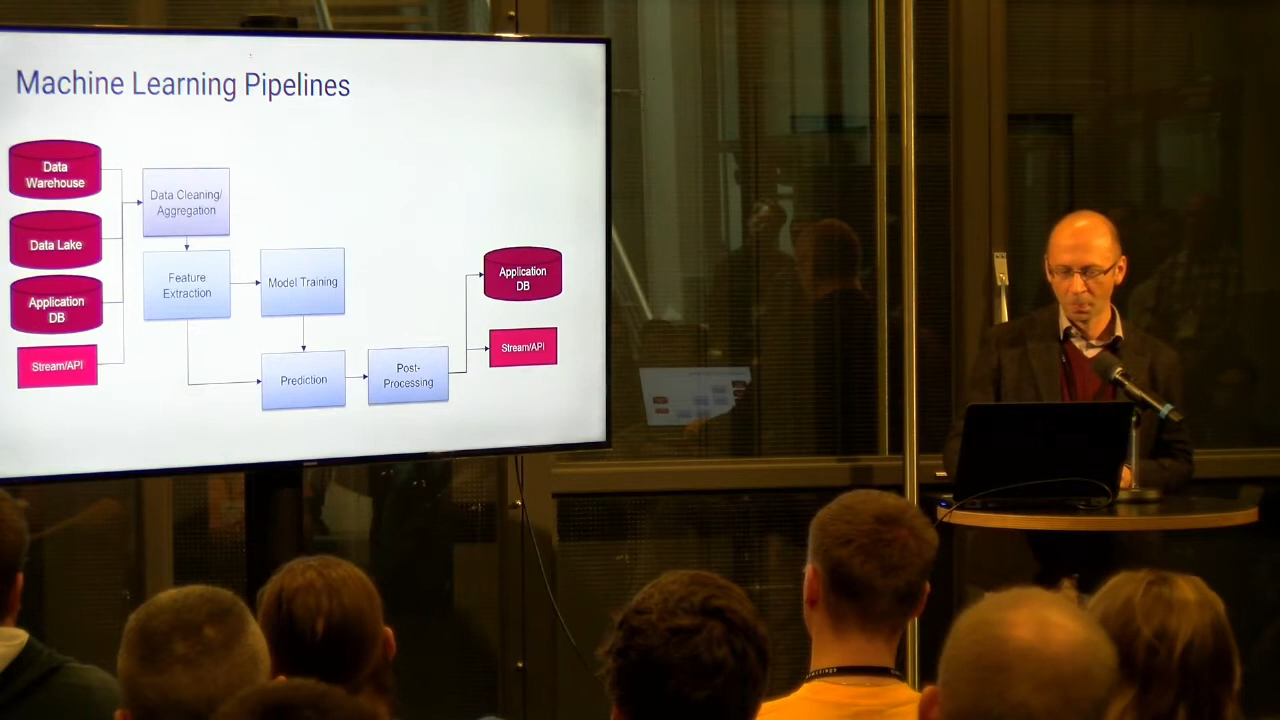 Machine Learning Pipelines
Data
Warehouse
Data Lake
Application
DB
Stream/API
Data Cleaning/
Aggregation
Feature
Extraction
Model Training
Prediction
Post-
Processing
Application
DB
Stream/API